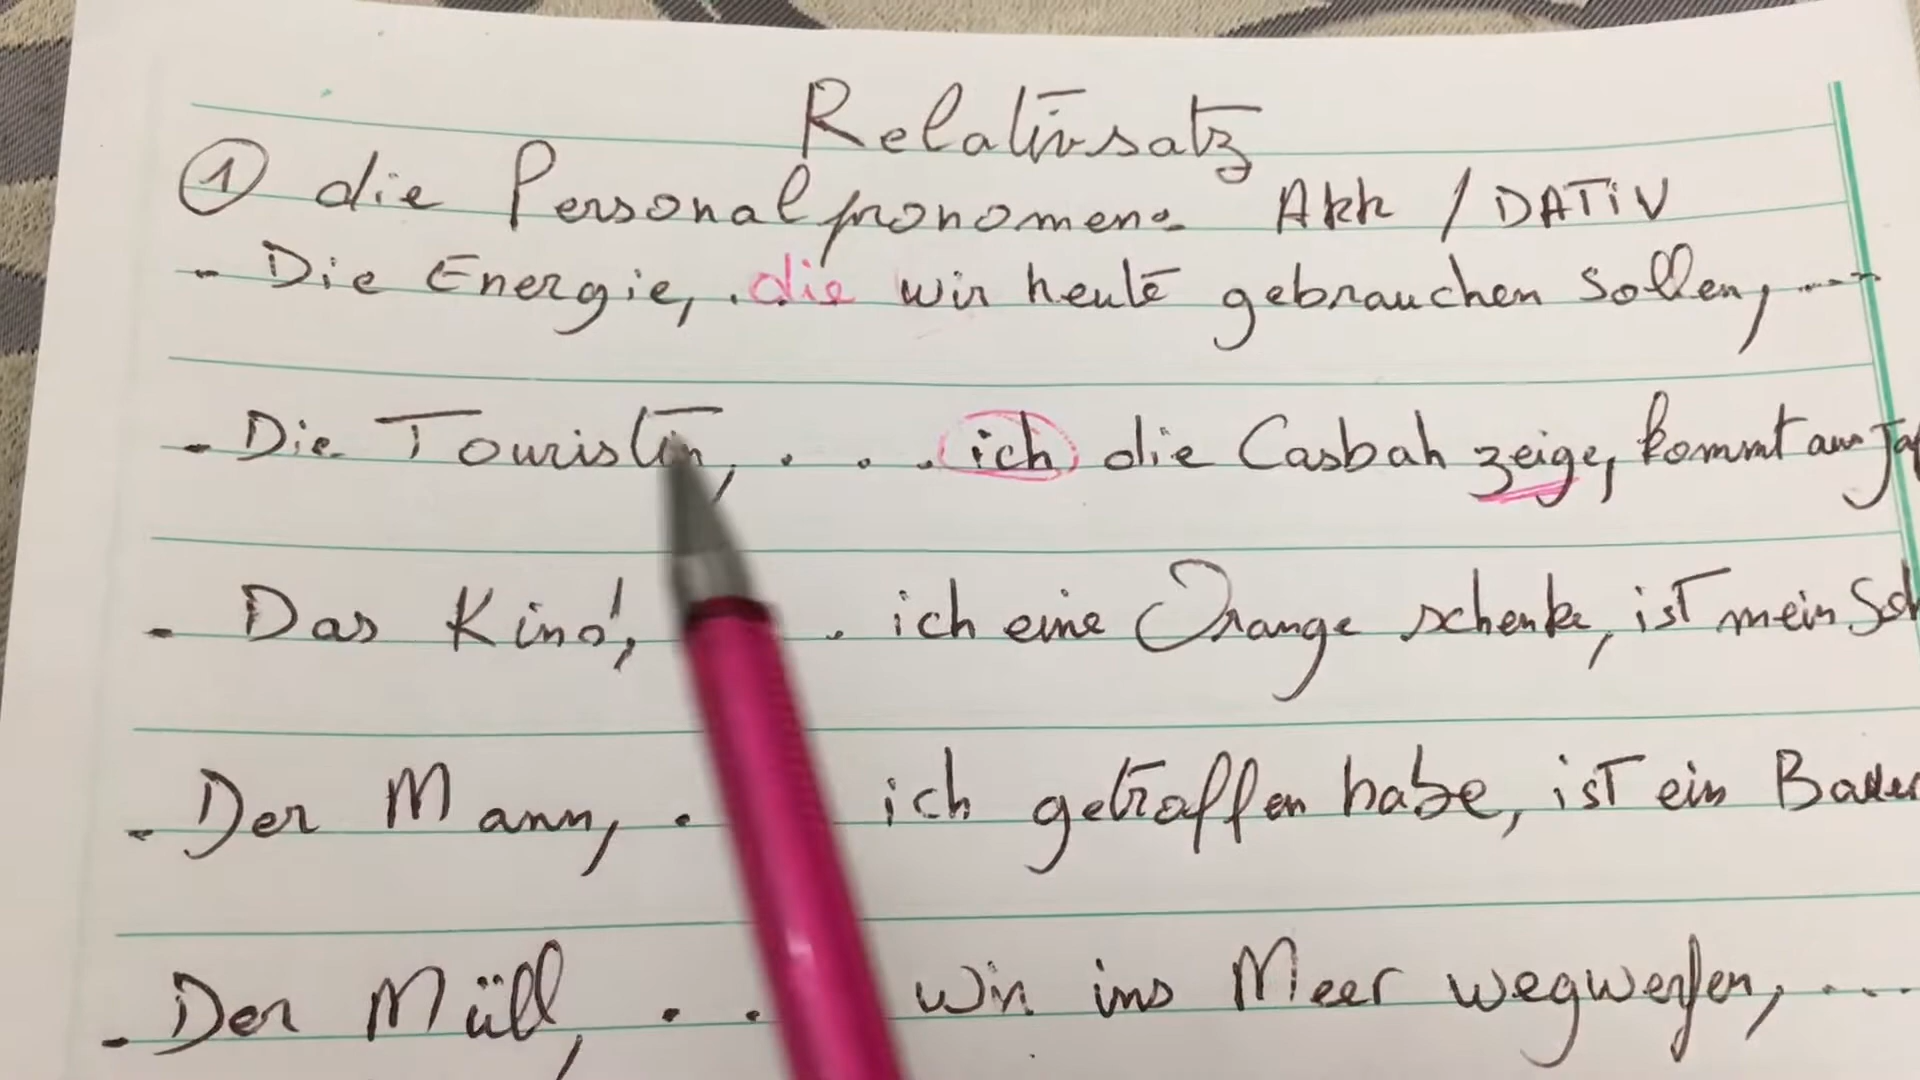 Relativsatz
① die Personalpronomen: Akk / DATiV
- Die Energie, die wir heute gebrauchen sollen, ....
- Die Touristin, . . . ich die Casbah zeige, kommt aus
- Das Kind, . ich eine Orange schenke, ist mein
- Der Mann, . ich getroffen habe, ist ein Bauer
- Der Müll, . . wir ins Meer wegwerfen, ...